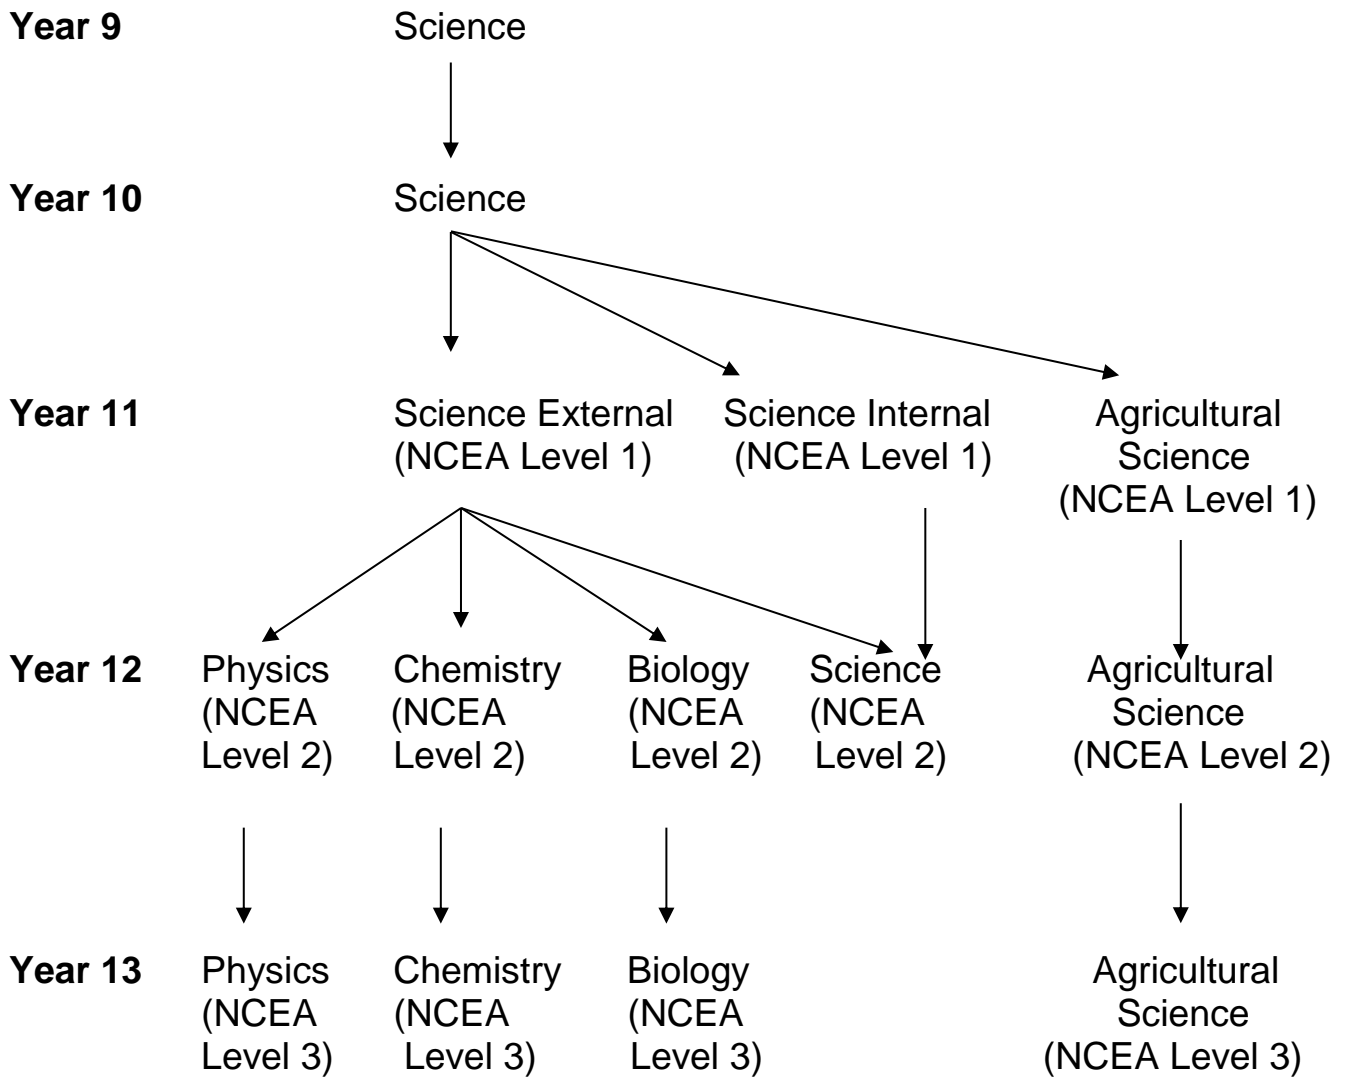 Year 9 Science
Year 10 Science
Year 11 Science External Science Internal Agricultural
(NCEA Level 1) (NCEA Level 1) Science
(NCEA Level 1)
Year 12 Physics Chemistry Biology Science Agricultural
(NCEA (NCEA (NCEA (NCEA Science
Level 2) Level 2) Level 2) Level 2) (NCEA Level 2)
Year 13 Physics Chemistry Biology Agricultural
(NCEA (NCEA (NCEA Science
Level 3) Level 3) Level 3) (NCEA Level 3)